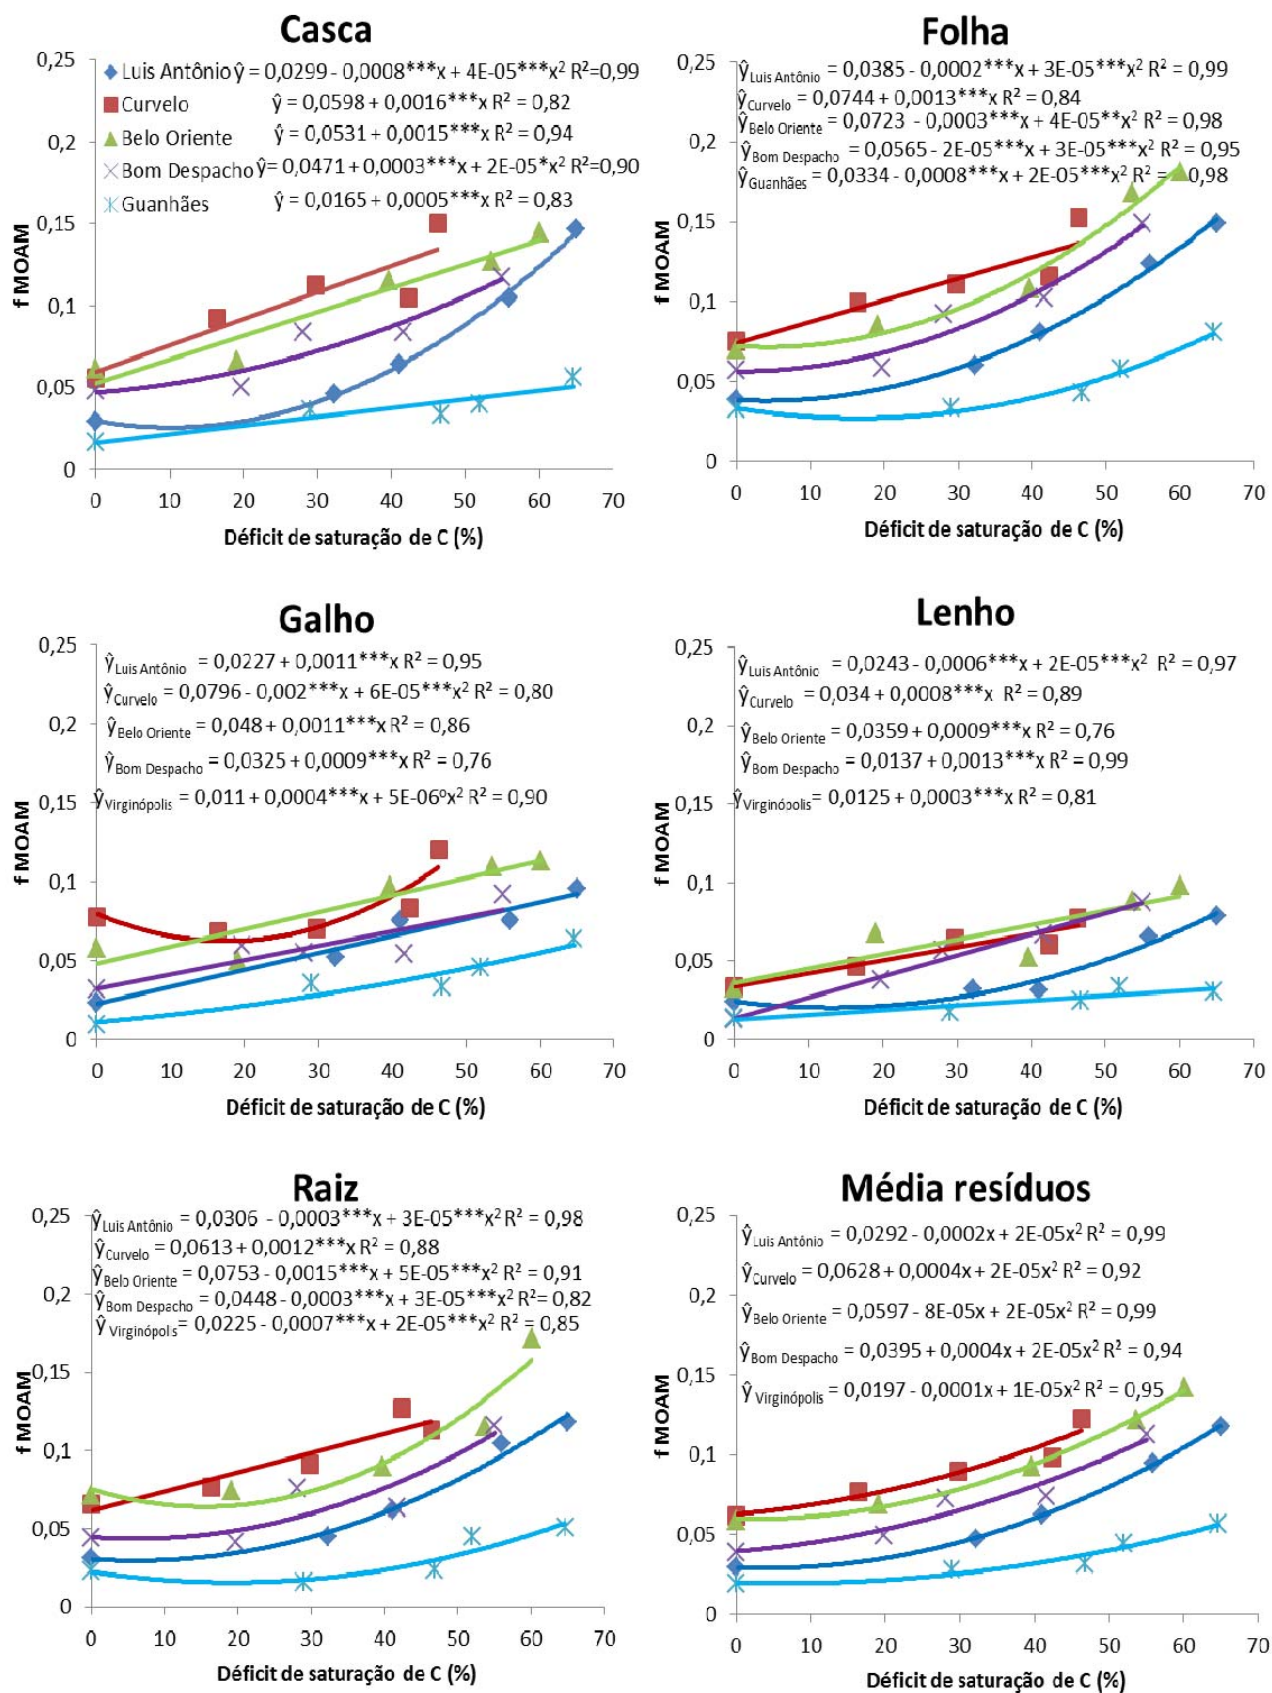 Casca
0,25
0,2
0,15
0,1
0,05
0
f MOAM
Luis Antônio ŷ = 0,0299 - 0,0008***x + 4E-05***x² R²=0,99
Curvelo ŷ = 0,0598 + 0,0016***x R² = 0,82
Belo Oriente ŷ = 0,0531 + 0,0015***x R² = 0,94
Bom Despacho ŷ = 0,0471 + 0,0003***x + 2E-05*x² R²=0,90
Guanhães ŷ = 0,0165 + 0,0005***x R² = 0,83
0 10 20 30 40 50 60 70
Déficit de saturação de C (%)
Folha
0,25
0,2
0,15
0,1
0,05
0
f MOAM
ŷLuis Antônio = 0,0385 - 0,0002***x + 3E-05***x² R² = 0,99
ŷCurvelo = 0,0744 + 0,0013***x R² = 0,84
ŷBelo Oriente = 0,0723 - 0,0003***x + 4E-05**x² R² = 0,98
ŷBom Despacho = 0,0565 - 2E-05***x + 3E-05***x² R² = 0,95
ŷGuanhães = 0,0334 - 0,0008***x + 2E-05***x² R² = 0,98
0 10 20 30 40 50 60 70
Déficit de saturação de C (%)
Galho
0,25
0,2
0,15
0,1
0,05
0
f MOAM
ŷLuis Antônio = 0,0227 + 0,0011***x R² = 0,95
ŷCurvelo = 0,0796 - 0,002***x + 6E-05***x² R² = 0,80
ŷBelo Oriente = 0,048 + 0,0011***x R² = 0,86
ŷBom Despacho = 0,0325 + 0,0009***x R² = 0,76
ŷVirginópolis = 0,011 + 0,0004***x + 5E-06ºx² R² = 0,90
0 10 20 30 40 50 60 70
Déficit de saturação de C (%)
Lenho
0,25
0,2
0,15
0,1
0,05
0
f MOAM
ŷLuis Antônio = 0,0243 - 0,0006***x + 2E-05***x² R² = 0,97
ŷCurvelo = 0,034 + 0,0008***x R² = 0,89
ŷBelo Oriente = 0,0359 + 0,0009***x R² = 0,76
ŷBom Despacho = 0,0137 + 0,0013***x R² = 0,99
ŷVirginópolis = 0,0125 + 0,0003***x R² = 0,81
0 10 20 30 40 50 60 70
Déficit de saturação de C (%)
Raiz
0,25
0,2
0,15
0,1
0,05
0
f MOAM
ŷLuis Antônio = 0,0306 - 0,0003***x + 3E-05***x² R² = 0,98
ŷCurvelo = 0,0613 + 0,0012***x R² = 0,88
ŷBelo Oriente = 0,0753 - 0,0015***x + 5E-05***x² R² = 0,91
ŷBom Despacho = 0,0448 - 0,0003***x + 3E-05***x² R²= 0,82
ŷVirginópolis = 0,0225 - 0,0007***x + 2E-05***x² R² = 0,85
0 10 20 30 40 50 60 70
Déficit de saturação de C (%)
Média resíduos
0,25
0,2
0,15
0,1
0,05
0
f MOAM
ŷLuis Antônio = 0,0292 - 0,0002x + 2E-05x² R² = 0,99
ŷCurvelo = 0,0628 + 0,0004x + 2E-05x² R² = 0,92
ŷBelo Oriente = 0,0597 - 8E-05x + 2E-05x² R² = 0,99
ŷBom Despacho = 0,0395 + 0,0004x + 2E-05x² R² = 0,94
ŷVirginópolis = 0,0197 - 0,0001x + 1E-05x² R² = 0,95
0 10 20 30 40 50 60 70
Déficit de saturação de C (%)